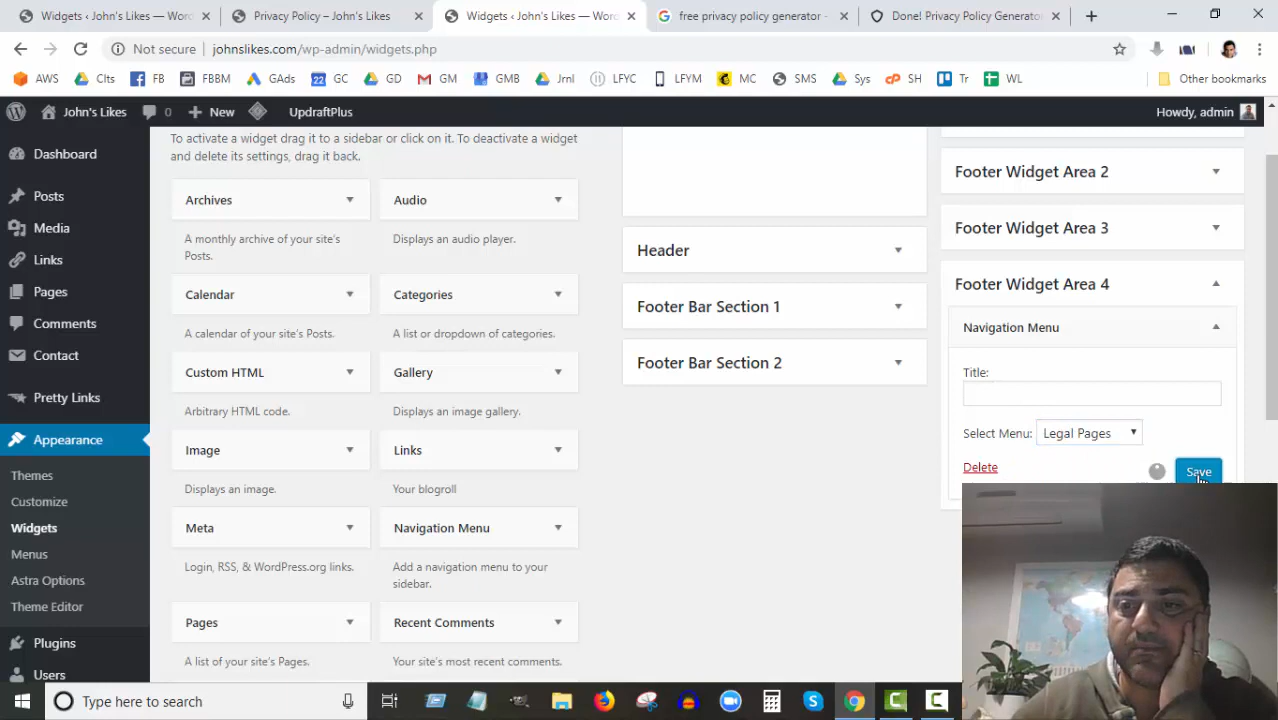 Widgets ‹ John's Likes — Word
Privacy Policy – John's Likes
Widgets ‹ John's Likes — Word
free privacy policy generator -
Done! Privacy Policy Generator
Not secure
johnslikes.com/wp-admin/widgets.php
AWS
Clts
FB
FBBM
GAds
22
GC
GD
GM
GMB
Jrnl
LFYC
LFYM
MC
SMS
Sys
SH
Tr
WL
Other bookmarks
John's Likes
0
New
UpdraftPlus
Howdy, admin
Dashboard
Posts
Media
Links
Pages
Comments
Contact
Pretty Links
Appearance
Themes
Customize
Widgets
Menus
Astra Options
Theme Editor
Plugins
Users
To activate a widget drag it to a sidebar or click on it. To deactivate a widget
and delete its settings, drag it back.
Archives
A monthly archive of your site's
Posts.
Audio
Displays an audio player.
Calendar
A calendar of your site's Posts.
Categories
A list or dropdown of categories.
Custom HTML
Arbitrary HTML code.
Gallery
Displays an image gallery.
Image
Displays an image.
Links
Your blogroll
Meta
Login, RSS, & WordPress.org links.
Navigation Menu
Add a navigation menu to your
sidebar.
Pages
A list of your site's Pages.
Recent Comments
Your site's most recent comments.
Header
Footer Bar Section 1
Footer Bar Section 2
Footer Widget Area 2
Footer Widget Area 3
Footer Widget Area 4
Navigation Menu
Title:
Select Menu:
Legal Pages
Delete
Save
Type here to search